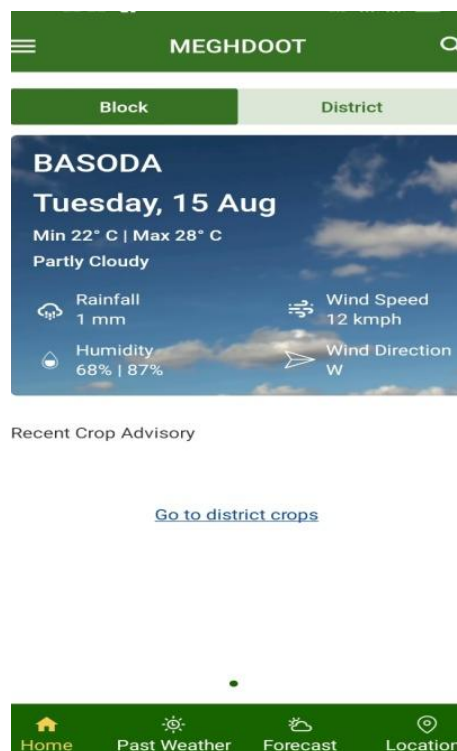 MEGHDOOT
Block District
BASODA
Tuesday, 15 Aug
Min 22° C | Max 28° C
Partly Cloudy
Rainfall Wind Speed
1 mm 12 kmph
Humidity Wind Direction
68% | 87% W
Recent Crop Advisory
Go to district crops
Home Past Weather Forecast Location